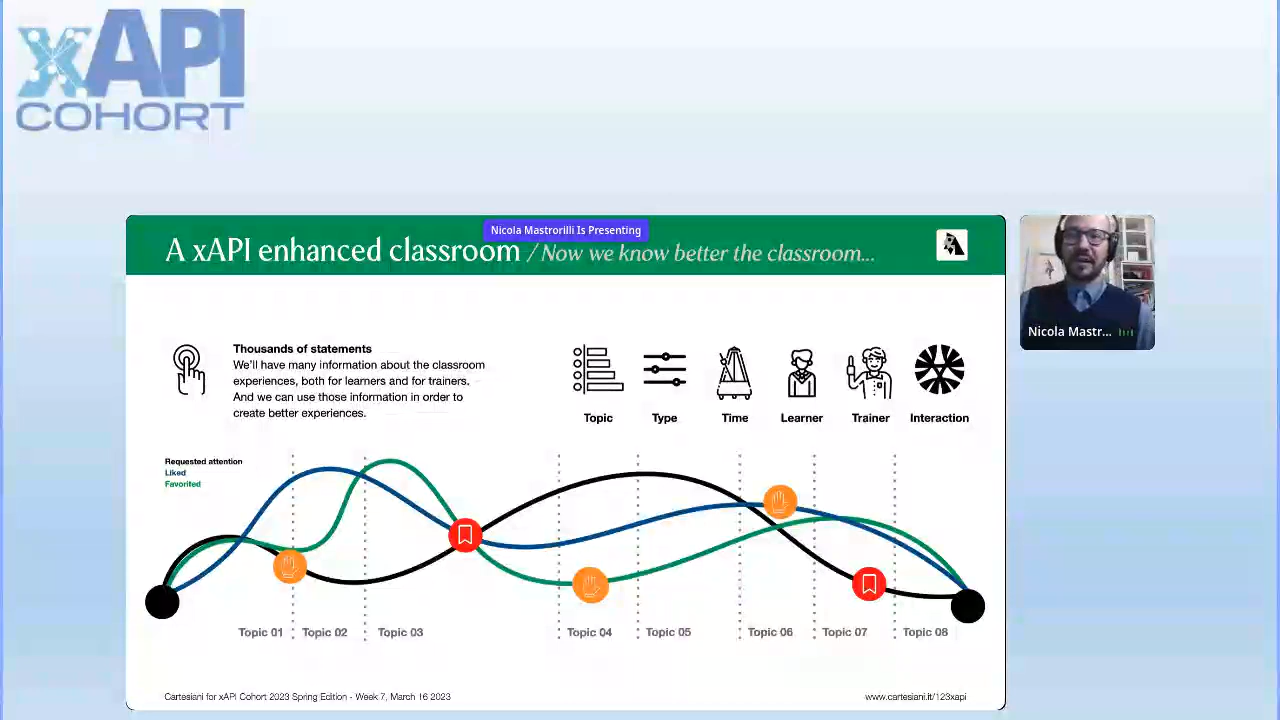 xAPI
COHORT
Nicola Mastrorilli Is Presenting
A xAPI enhanced classroom / Now we know better the classroom...
Nicola Mastr...
Thousands of statements
We'll have many information about the classroom
experiences, both for learners and for trainers.
And we can use those information in order to
create better experiences.
Topic Type Time Learner Trainer Interaction
Requested attention
Liked
Favorited
Topic 01 Topic 02 Topic 03 Topic 04 Topic 05 Topic 06 Topic 07 Topic 08
Cartesiani for xAPI Cohort 2023 Spring Edition - Week 7, March 16 2023
www.cartesiani.it/123xapi